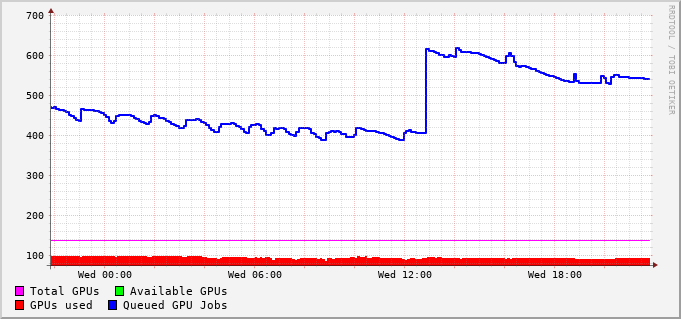 700
600
500
400
300
200
100
Wed 00:00 Wed 06:00 Wed 12:00 Wed 18:00
Total GPUs Available GPUs
GPUs used Queued GPU Jobs
RRDTOOL / TOBI OETIKER